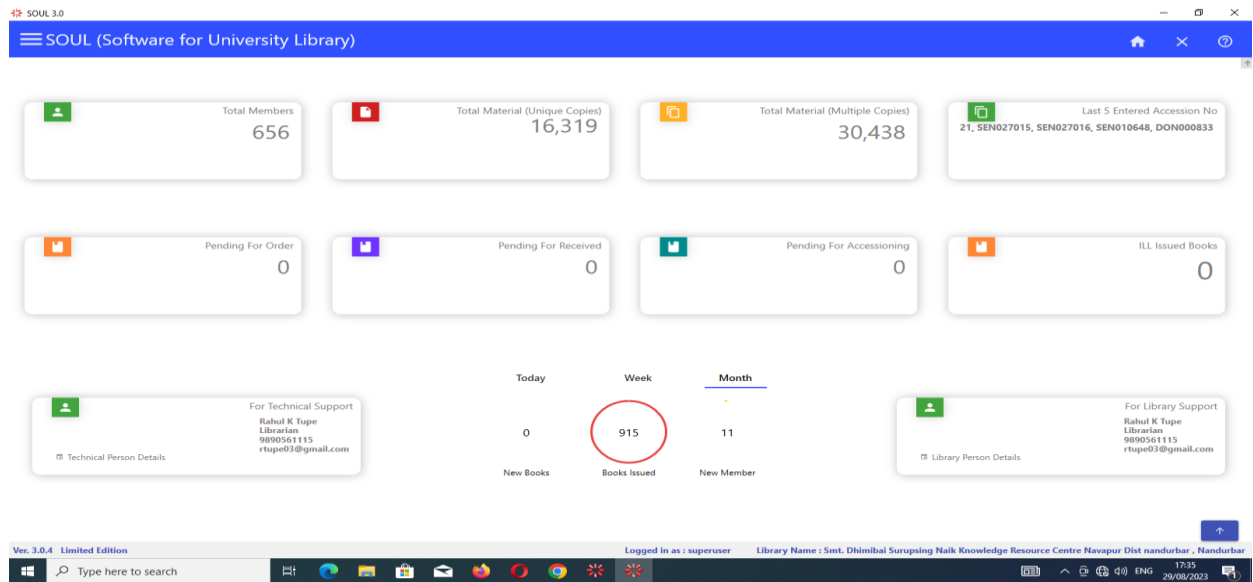 SOUL 3.0
SOUL (Software for University Library)
Total Members
656
Total Material (Unique Copies)
16,319
Total Material (Multiple Copies)
30,438
Last 5 Entered Accession No
21, SEN027015, SEN027016, SEN010648, DON000833
Pending For Order
0
Pending For Received
0
Pending For Accessioning
0
ILL Issued Books
0
Today Week Month
0 915 11
New Books Books Issued New Member
For Technical Support
Rahul K Tupe
Librarian
9890561115
rtupe03@gmail.com
Technical Person Details
For Library Support
Rahul K Tupe
Librarian
9890561115
rtupe03@gmail.com
Library Person Details
Ver. 3.0.4 Limited Edition Logged in as : superuser Library Name : Smt. Dhimibai Surupsing Naik Knowledge Resource Centre Navapur Dist nandurbar , Nandurbar
Type here to search
ENG
17:35
29/08/2023
1